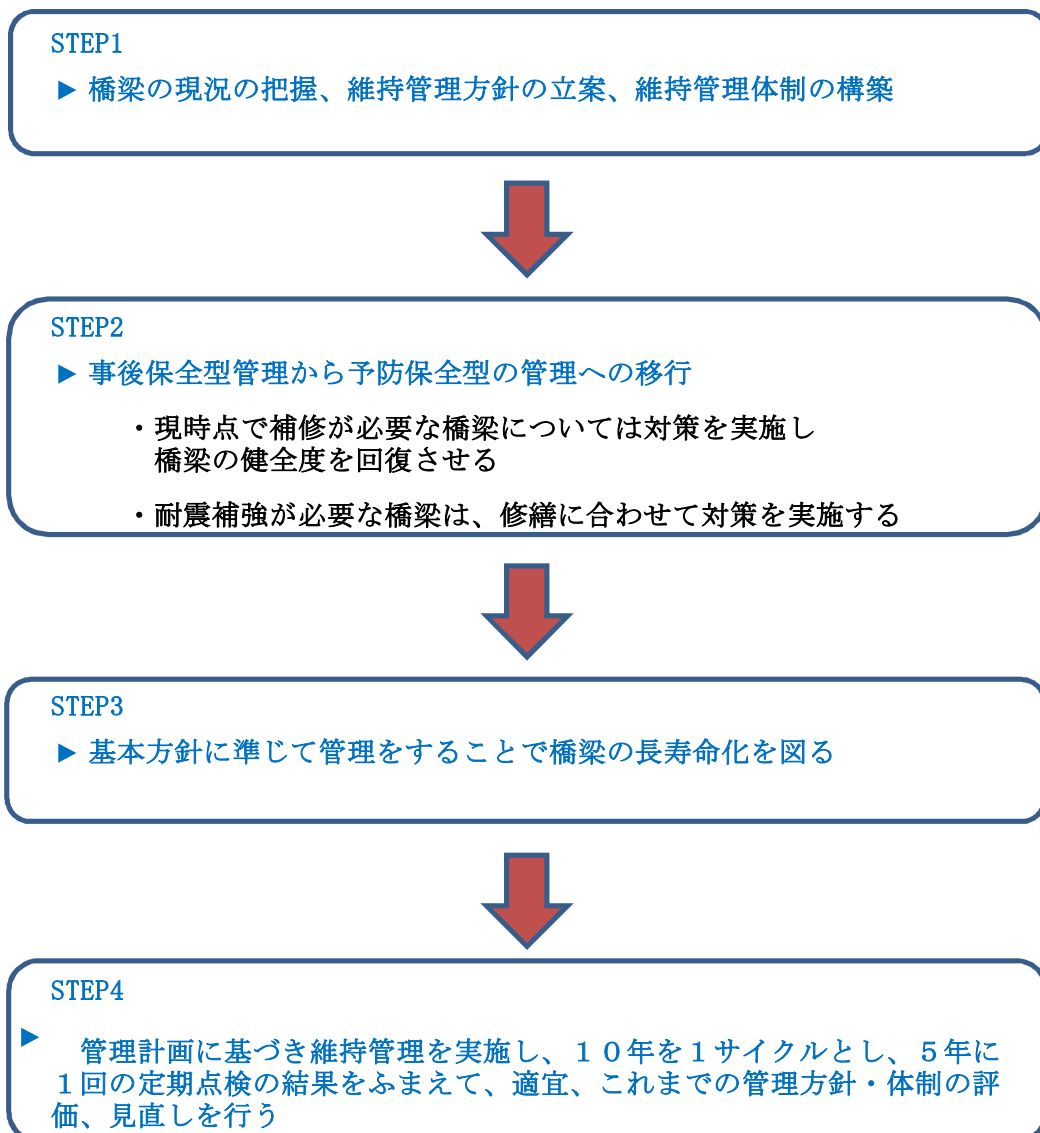 STEP1
► 橋梁の現況の把握、維持管理方針の立案、維持管理体制の構築
STEP2
► 事後保全型管理から予防保全型の管理への移行
・現時点で補修が必要な橋梁については対策を実施し
橋梁の健全度を回復させる
・耐震補強が必要な橋梁は、修繕に合わせて対策を実施する
STEP3
► 基本方針に準じて管理をすることで橋梁の長寿命化を図る
STEP4
► 管理計画に基づき維持管理を実施し、１０年を１サイクルとし、５年に
１回の定期点検の結果をふまえて、適宜、これまでの管理方針・体制の評
価、見直しを行う